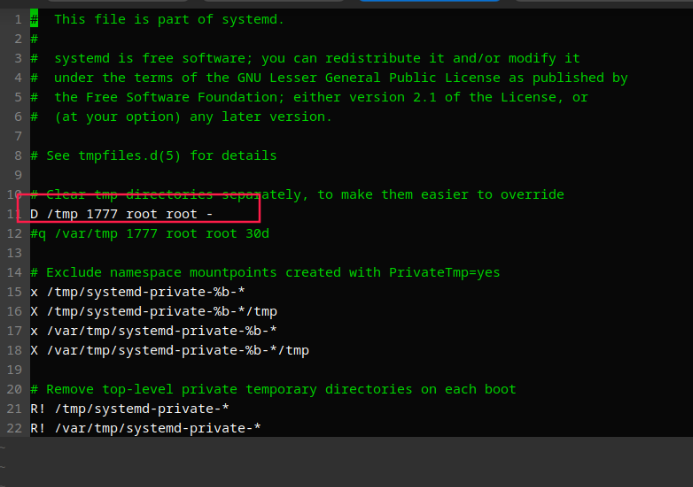 1 #  This file is part of systemd.
2 #
3 #  systemd is free software; you can redistribute it and/or modify it
4 #  under the terms of the GNU Lesser General Public License as published by
5 #  the Free Software Foundation; either version 2.1 of the License, or
6 #  (at your option) any later version.
7
8 # See tmpfiles.d(5) for details
9
10 # Clear tmp directories separately, to make them easier to override
11 D /tmp 1777 root root -
12 #q /var/tmp 1777 root root 30d
13
14 # Exclude namespace mountpoints created with PrivateTmp=yes
15 x /tmp/systemd-private-%b-*
16 X /tmp/systemd-private-%b-*/tmp
17 x /var/tmp/systemd-private-%b-*
18 X /var/tmp/systemd-private-%b-*/tmp
19
20 # Remove top-level private temporary directories on each boot
21 R! /tmp/systemd-private-*
22 R! /var/tmp/systemd-private-*
~
~